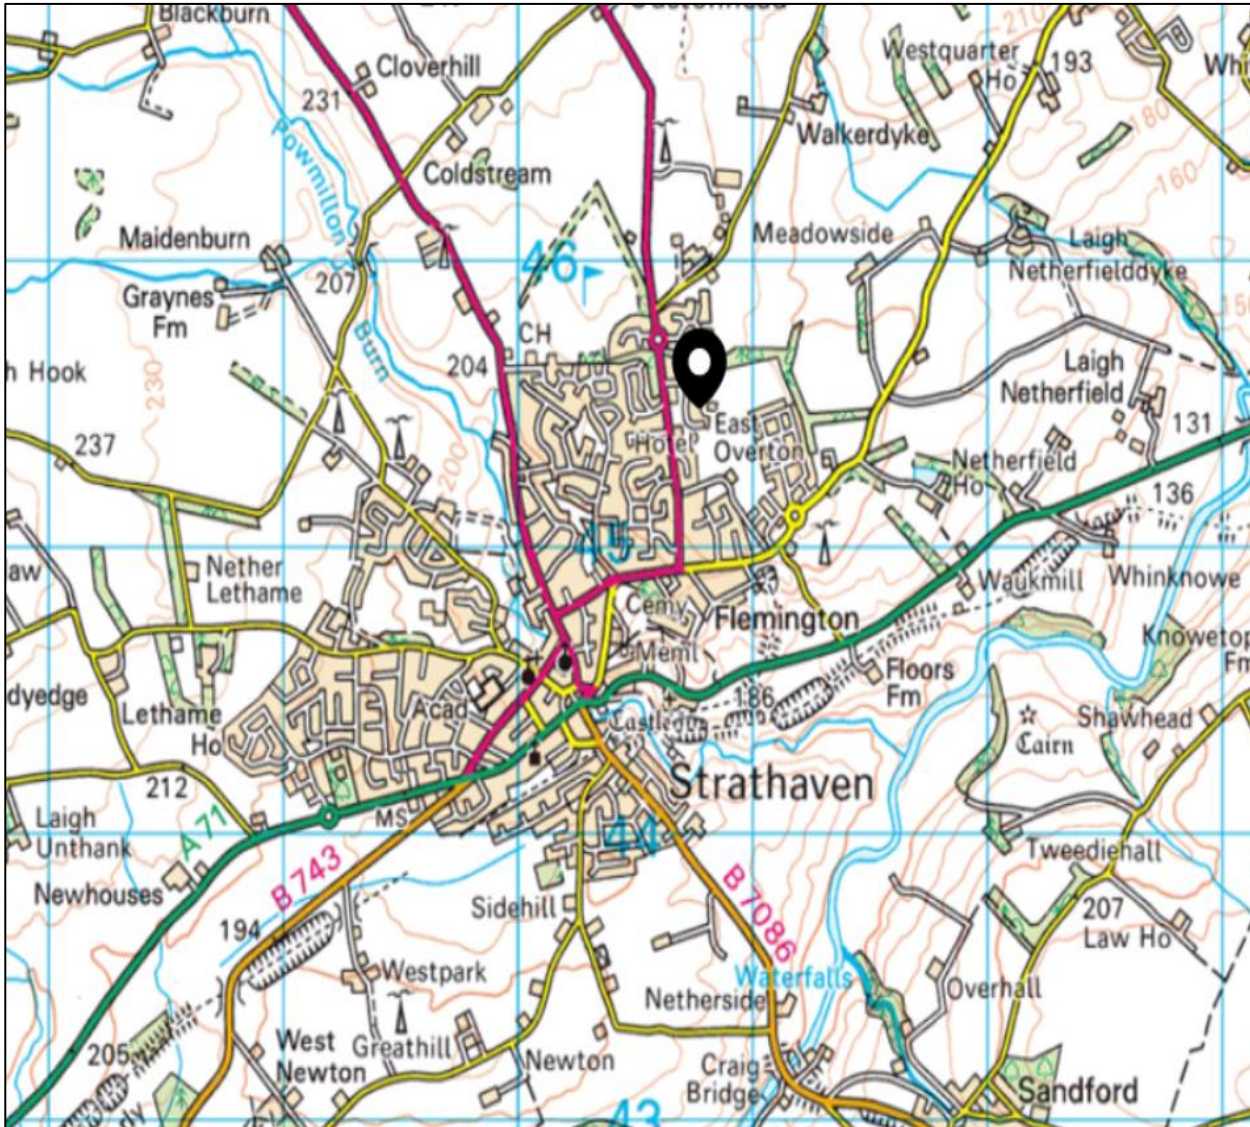 Blackburn
Cloverhill
Westquarter
Ho
193
210
231
Walkerdyke
180
Powmillon
Coldstream
160
Maidenburn
Meadowside
Laigh
Netherfielddyke
46
207
Graynes
Fm
CH
Burn
204
Laigh
Netherfield
h Hook
230
131
East
Overton
Hotel
237
Netherfield
Ho
200
136
45
aw
Nether
Lethame
Waukmill
Whinknowe
Cemy
Flemington
Meml
Knowetop
Fm
Floors
Fm
dyedge
Acad
186
Lethame
Ho
Castle
Cairn
Shawhead
212
Strathaven
MS
A 71
Laigh
Unthank
44
Tweediehall
B 743
Newhouses
B 7086
Sidehill
207
Law Ho
194
Westpark
Waterfalls
Netherside
Overhall
205
West
Newton
Greathill
Newton
Craig
Bridge
Sandford
43